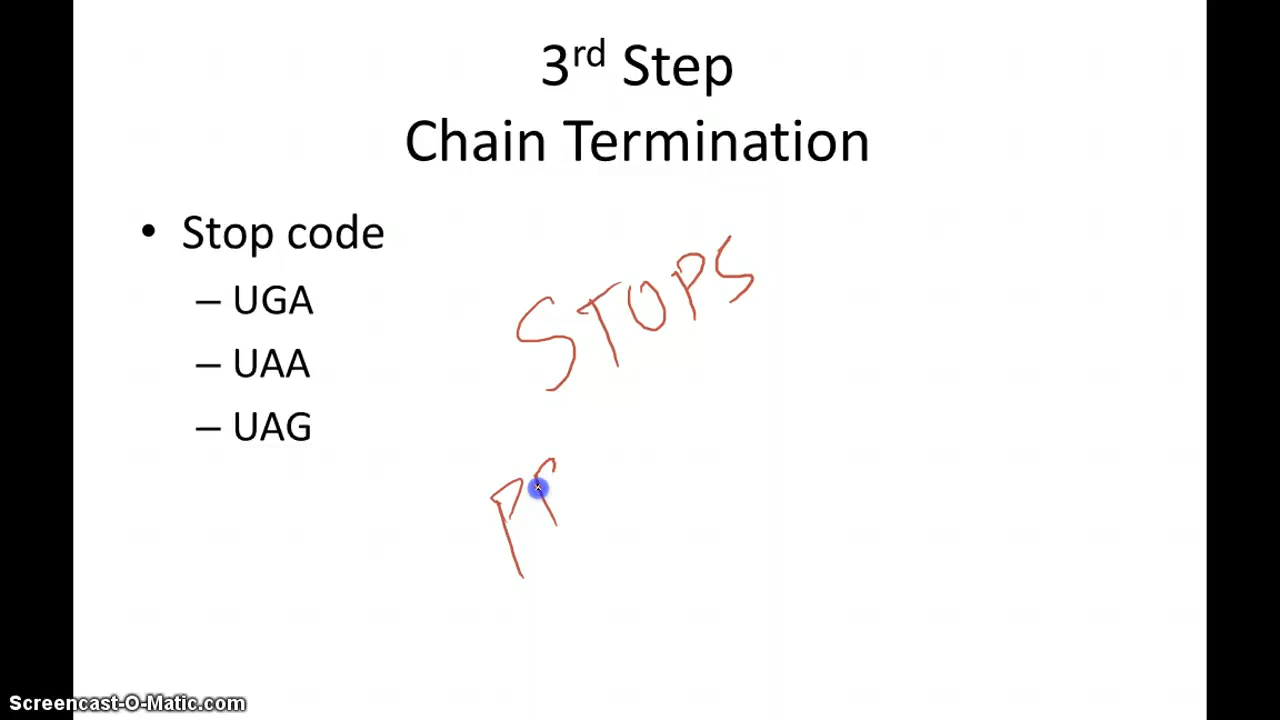 3rd Step
Chain Termination
• Stop code
– UGA
– UAA
– UAG
STOPS
Screencast-O-Matic.com